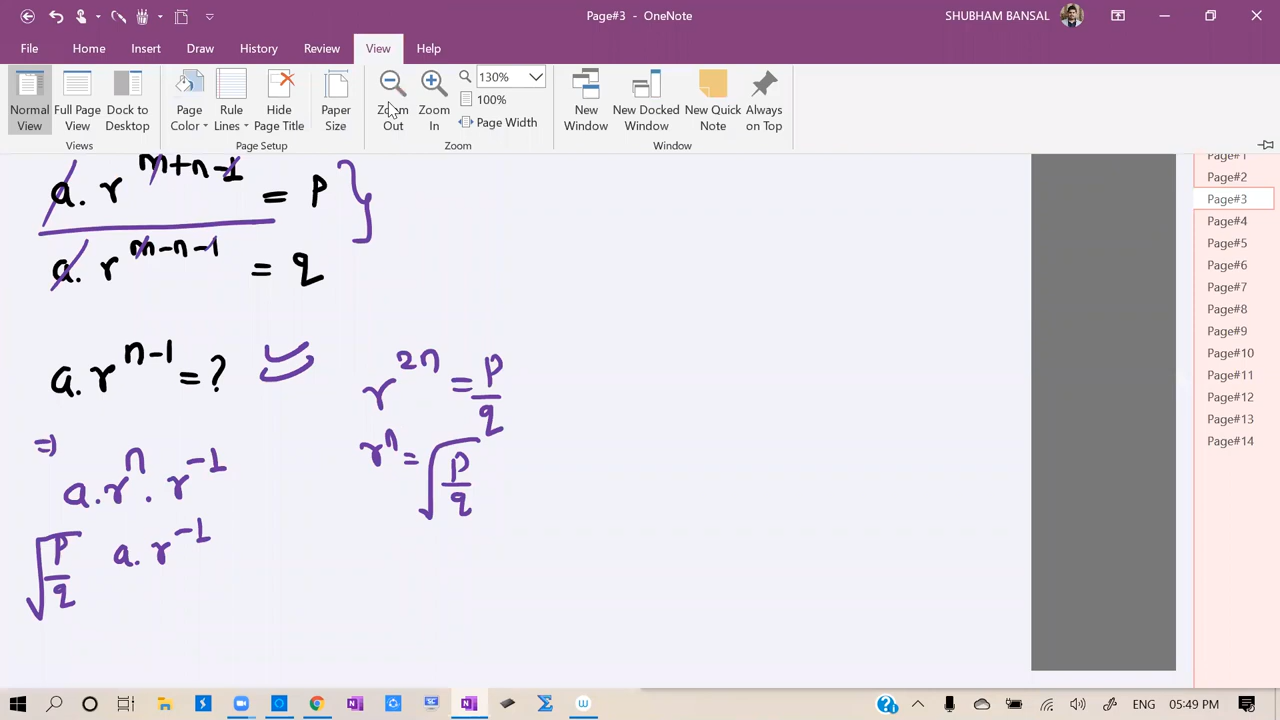 Page#3 - OneNote
SHUBHAM BANSAL
File Home Insert Draw History Review View Help
Normal View
Full Page View
Dock to Desktop
Page Color
Rule Lines
Hide Page Title
Paper Size
Zoom Out
Zoom In
130%
100%
Page Width
New Window
New Docked Window
New Quick Note
Always on Top
Views Page Setup Zoom Window
a. r^(m+n-1) = p }
a. r^(m-n-1) = q
a. r^(n-1) = ?
⇒
a. r^n . r^-1
√(p/q) a. r^-1
r^(2n) = p/q
r^n = √(p/q)
Page#1
Page#2
Page#3
Page#4
Page#5
Page#6
Page#7
Page#8
Page#9
Page#10
Page#11
Page#12
Page#13
Page#14
ENG 05:49 PM